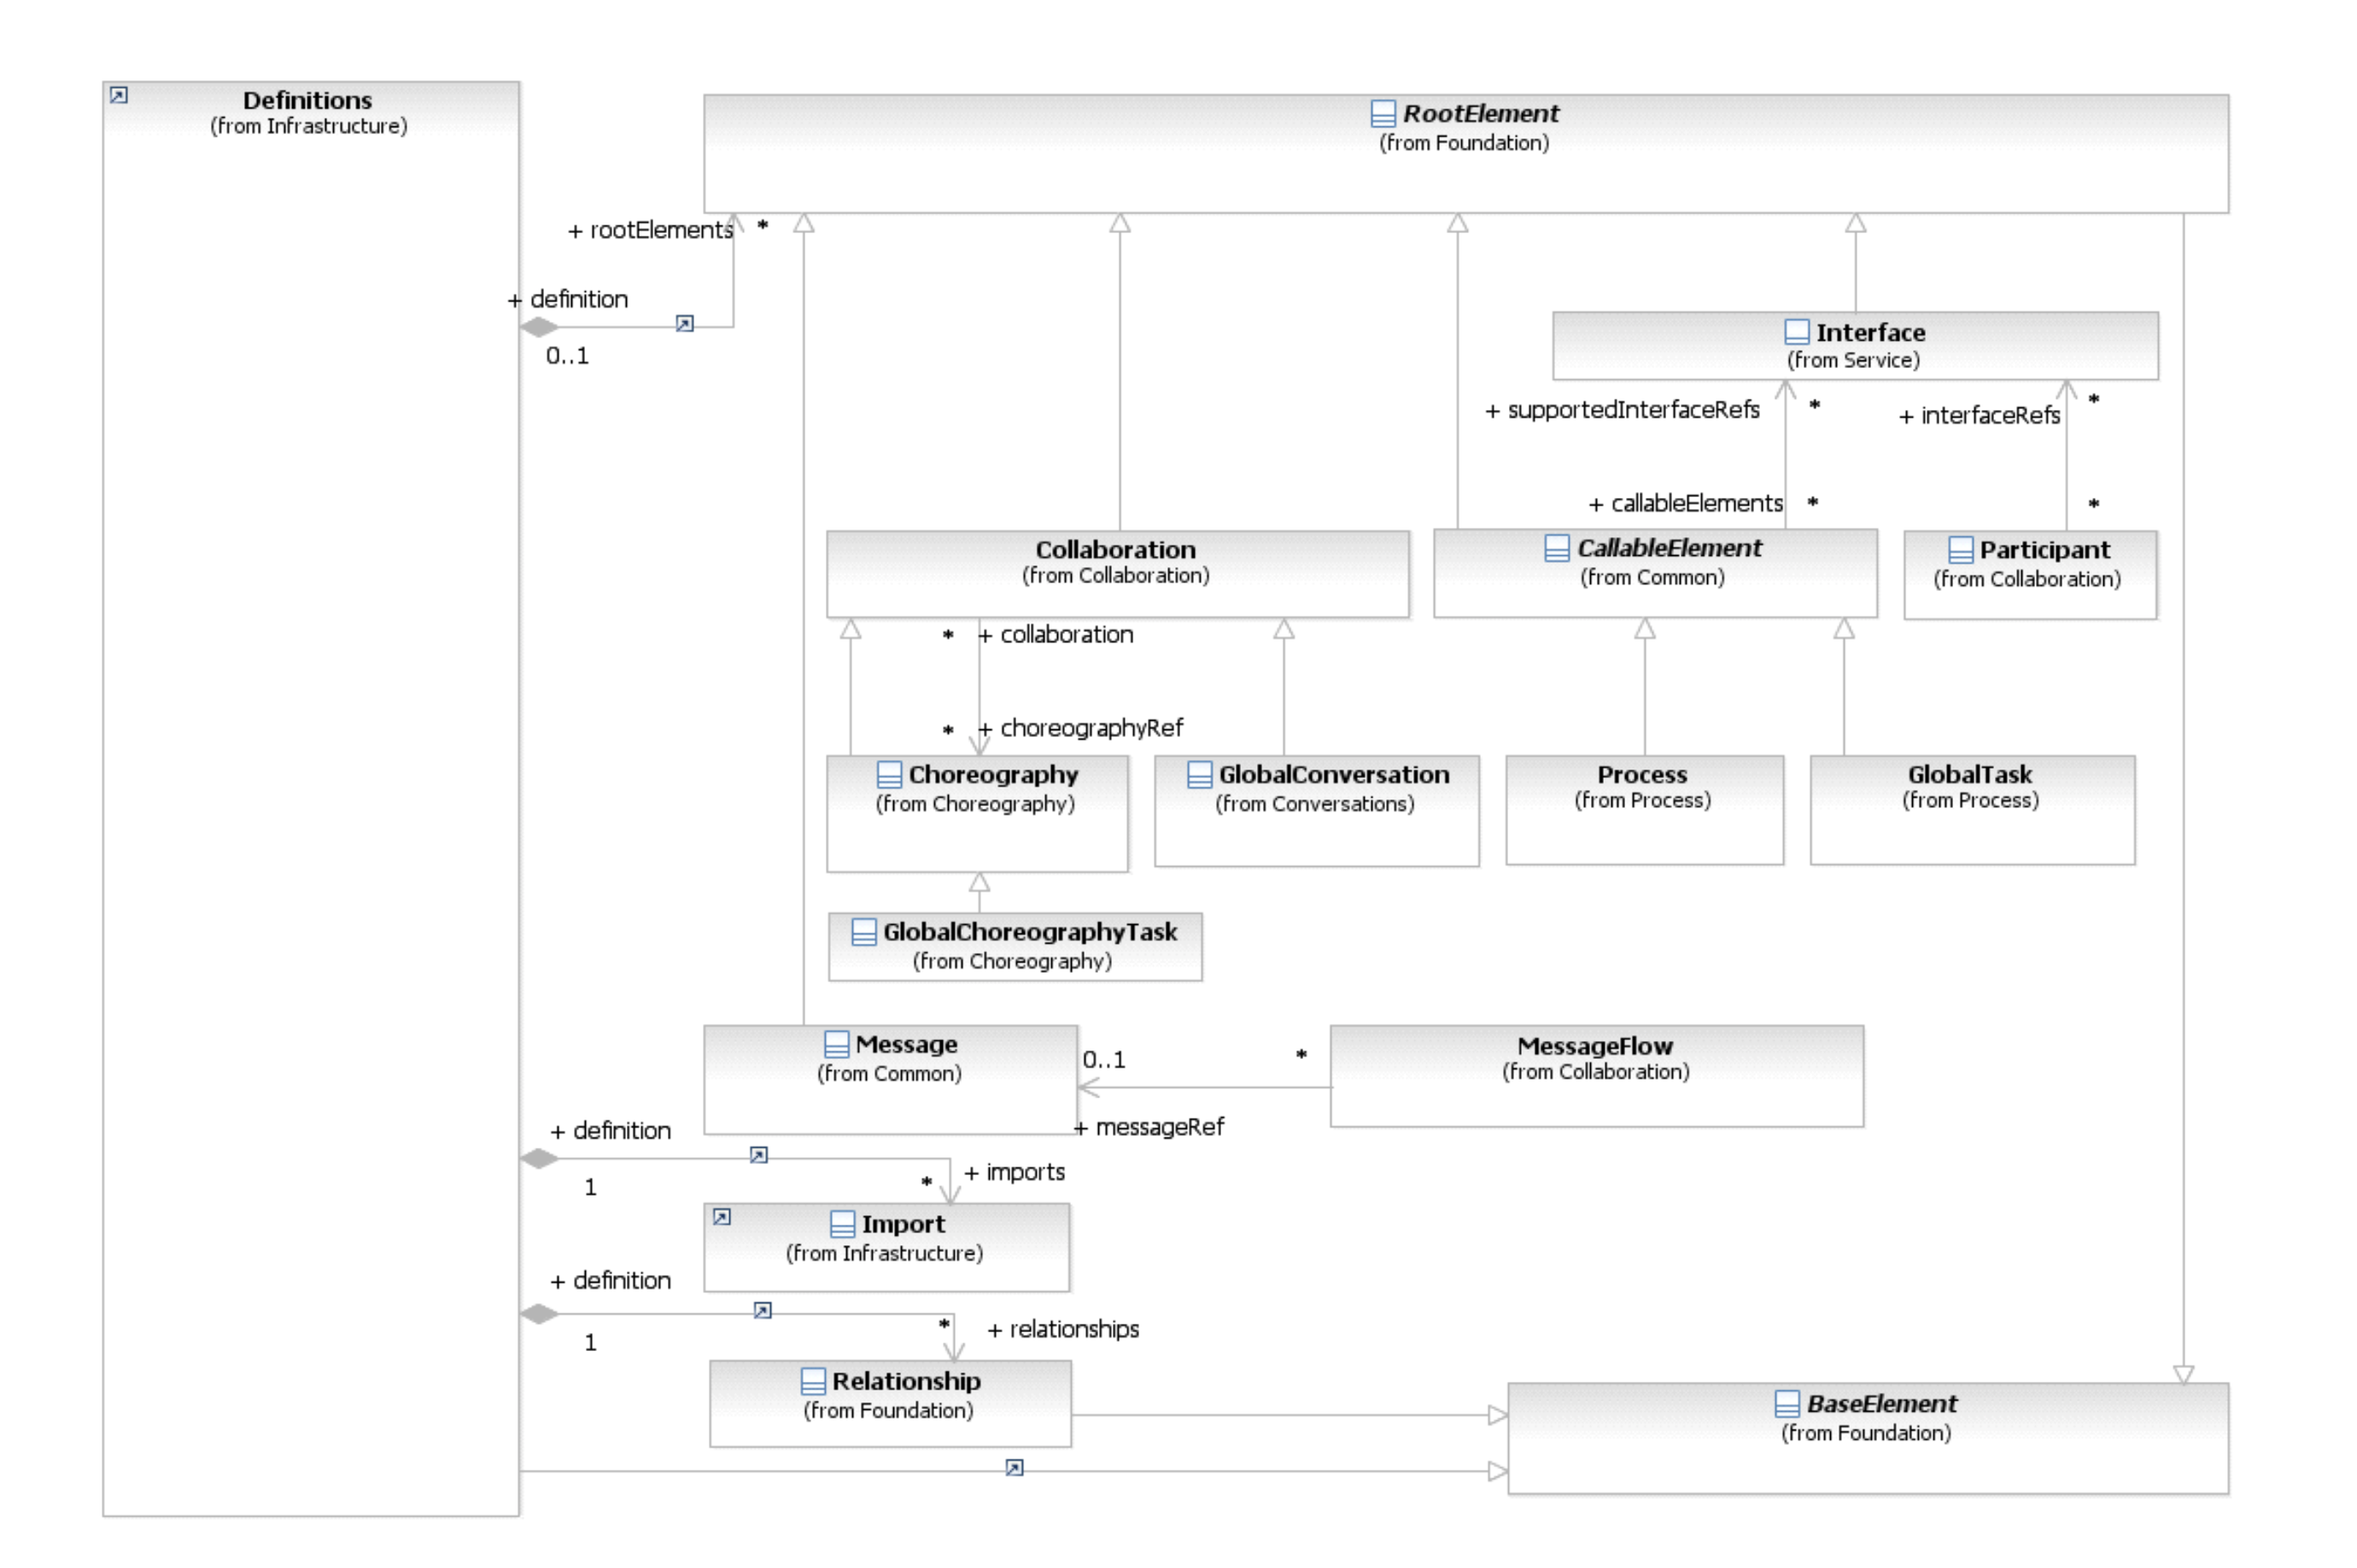 Definitions
(from Infrastructure)
RootElement
(from Foundation)
+ rootElements
*
+ definition
0..1
Interface
(from Service)
+ supportedInterfaceRefs
*
+ interfaceRefs
*
+ callableElements
*
*
Collaboration
(from Collaboration)
CallableElement
(from Common)
Participant
(from Collaboration)
*
+ collaboration
*
+ choreographyRef
Choreography
(from Choreography)
GlobalConversation
(from Conversations)
Process
(from Process)
GlobalTask
(from Process)
GlobalChoreographyTask
(from Choreography)
Message
(from Common)
0..1
*
+ messageRef
MessageFlow
(from Collaboration)
+ definition
1
*
+ imports
Import
(from Infrastructure)
+ definition
1
*
+ relationships
Relationship
(from Foundation)
BaseElement
(from Foundation)